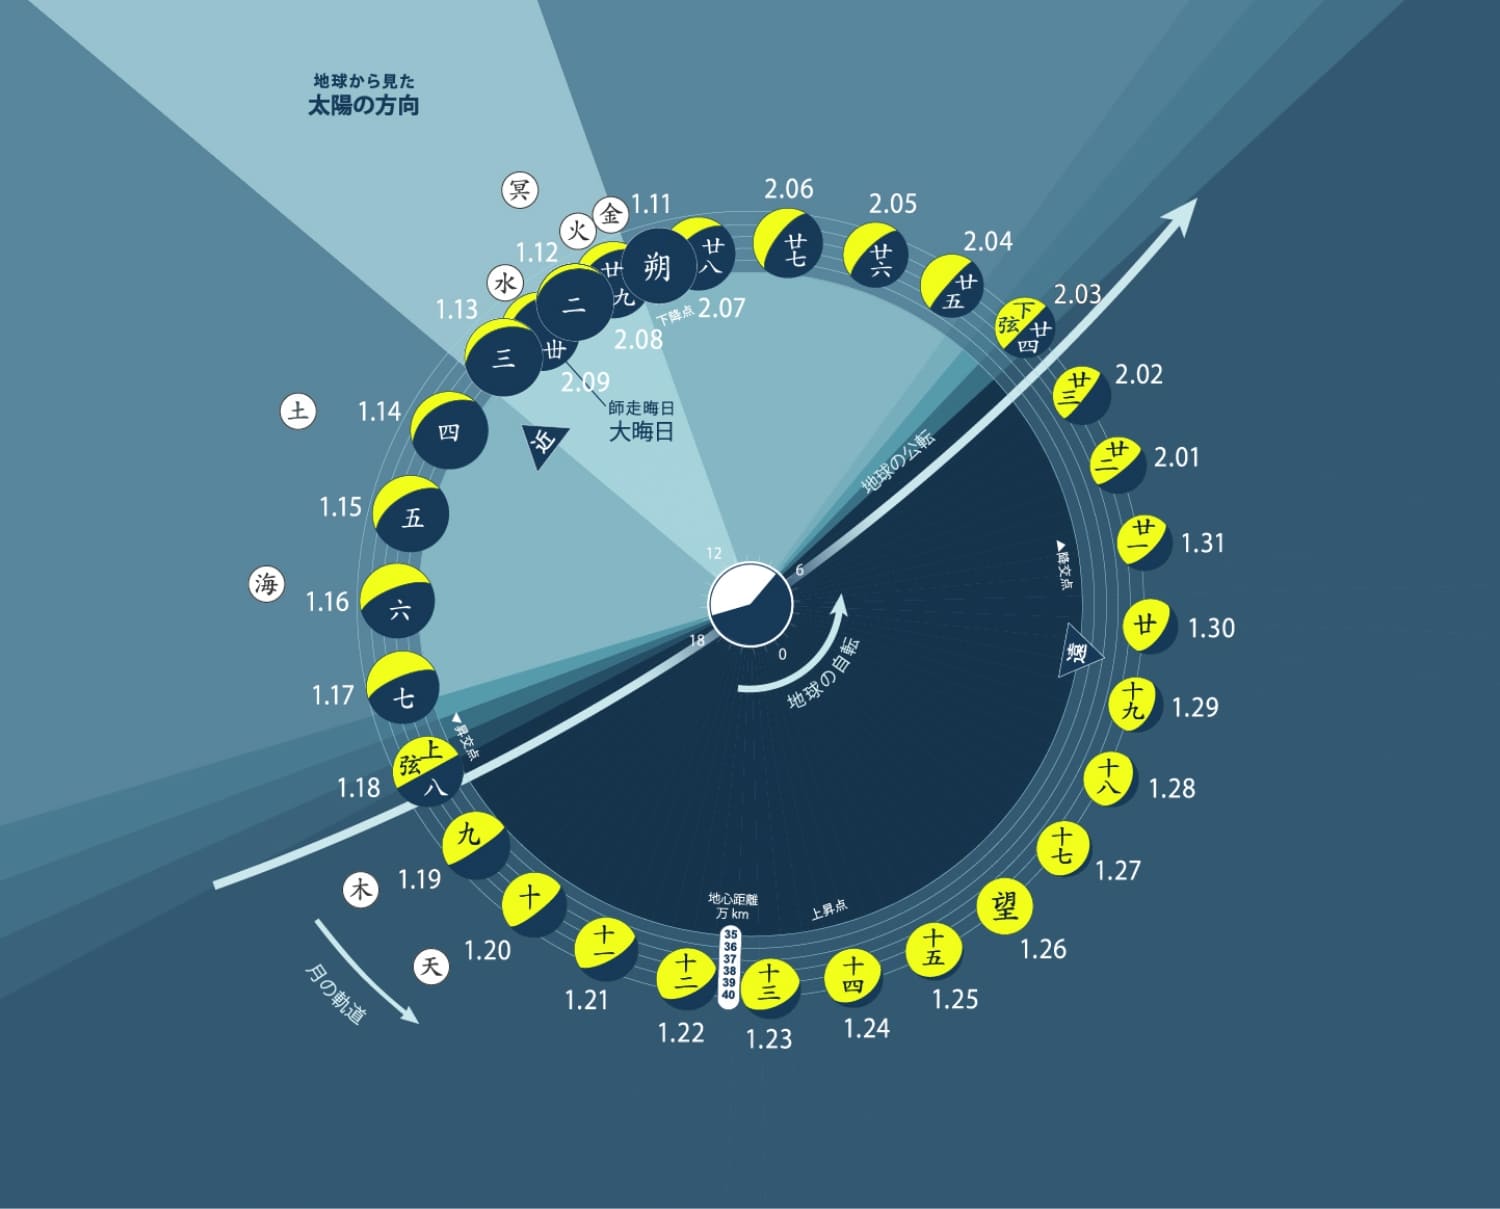 地球から見た
太陽の方向
冥
火
金
水
土
海
木
天
1.11
朔
1.12
二
1.13
三
1.14
四
1.15
五
1.16
六
1.17
七
1.18
上
弦
八
1.19
九
1.20
十
1.21
十一
1.22
十二
1.23
十三
1.24
十四
1.25
十五
1.26
望
1.27
十七
1.28
十八
1.29
十九
1.30
廿
1.31
廿一
2.01
廿二
2.02
廿三
2.03
下
弦
廿四
2.04
廿五
2.05
廿六
2.06
廿七
2.07
廿八
2.08
廿九
2.09
丗
下降点
師走晦日
大晦日
近
地球の公転
12
6
18
0
地球の自転
▲降交点
遠
▲昇交点
上昇点
地心距離
万 km
35
36
37
38
39
40
月の軌道